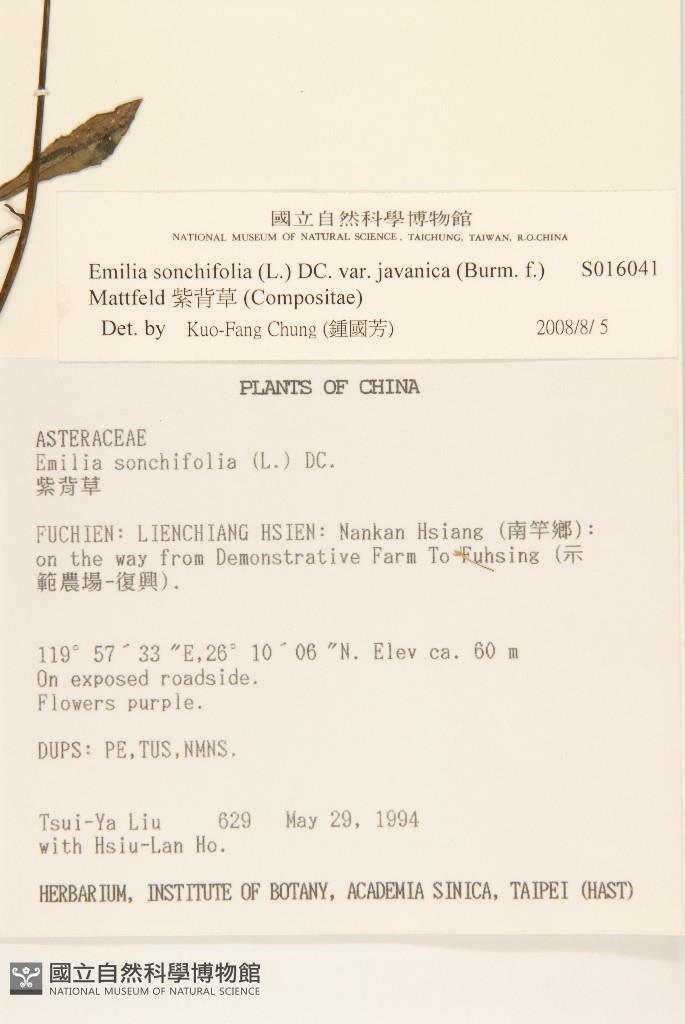 國立自然科學博物館
NATIONAL MUSEUM OF NATURAL SCIENCE, TAICHUNG, TAIWAN, R.O.CHINA
Emilia sonchifolia (L.) DC. var. javanica (Burm. f.) S016041
Mattfeld 紫背草 (Compositae)
Det. by Kuo-Fang Chung (鍾國芳) 2008/8/ 5
PLANTS OF CHINA
ASTERACEAE
Emilia sonchifolia (L.) DC.
紫背草
FUCHIEN: LIENCHIANG HSIEN: Nankan Hsiang (南竿鄉):
on the way from Demonstrative Farm To Fuhsing (示
範農場-復興).
119° 57´33 ″E,26° 10´06 ″N. Elev ca. 60 m
On exposed roadside.
Flowers purple.
DUPS: PE,TUS,NMNS.
Tsui-Ya Liu 629 May 29, 1994
with Hsiu-Lan Ho.
HERBARIUM, INSTITUTE OF BOTANY, ACADEMIA SINICA, TAIPEI (HAST)
國立自然科學博物館
NATIONAL MUSEUM OF NATURAL SCIENCE